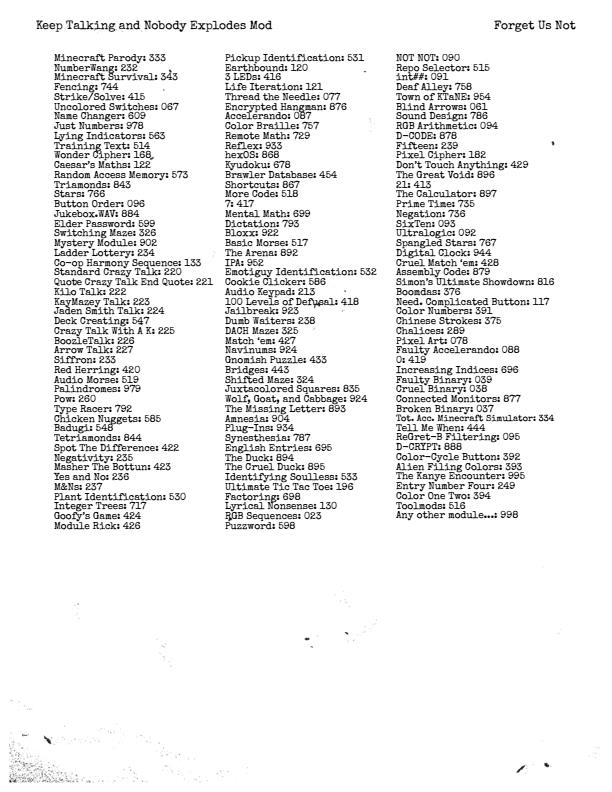 Keep Talking and Nobody Explodes Mod
Forget Us Not
Minecraft Parody: 333
NumberWang: 232
Minecraft Survival: 343
Fencing: 744
Strike/Solve: 415
Uncolored Switches: 067
Name Changer: 609
Just Numbers: 978
Lying Indicators: 563
Training Text: 514
Wonder Cipher: 168
Caesar's Maths: 122
Random Access Memory: 573
Triamonds: 843
Stars: 766
Button Order: 096
Jukebox.WAV: 884
Elder Password: 599
Switching Maze: 326
Mystery Module: 902
Ladder Lottery: 234
Co-op Harmony Sequence: 133
Standard Crazy Talk: 220
Quote Crazy Talk End Quote: 221
Kilo Talk: 222
KayMazey Talk: 223
Jaden Smith Talk: 224
Deck Creating: 547
Crazy Talk With A K: 225
BoozleTalk: 226
Arrow Talk: 227
Siffron: 233
Red Herring: 420
Audio Morse: 519
Palindromes: 979
Pow: 260
Type Racer: 792
Chicken Nuggets: 585
Badugi: 548
Tetriamonds: 844
Spot The Difference: 422
Negativity: 235
Masher The Bottun: 423
Yes and No: 236
M&Ns: 237
Plant Identification: 530
Integer Trees: 717
Goofy's Game: 424
Module Rick: 426
Pickup Identification: 531
Earthbound: 120
3 LEDs: 416
Life Iteration: 121
Thread the Needle: 077
Encrypted Hangman: 876
Accelerando: 087
Color Braille: 757
Remote Math: 729
Reflex: 933
hexOS: 868
Kyudoku: 678
Brawler Database: 454
Shortcuts: 867
More Code: 518
7: 417
Mental Math: 699
Dictation: 793
Bloxx: 922
Basic Morse: 517
The Arena: 892
IPA: 952
Emotiguy Identification: 532
Cookie Clicker: 586
Audio Keypad: 213
100 Levels of Defusal: 418
Jailbreak: 923
Dumb Waiters: 238
DACH Maze: 325
Match 'em: 427
Navinums: 924
Gnomish Puzzle: 433
Bridges: 443
Shifted Maze: 324
Juxtacolored Squares: 835
Wolf, Goat, and Cabbage: 924
The Missing Letter: 893
Amnesia: 904
Plug-Ins: 934
Synesthesia: 787
English Entries: 695
The Duck: 894
The Cruel Duck: 895
Identifying Soulless: 533
Ultimate Tic Tac Toe: 196
Factoring: 698
Lyrical Nonsense: 130
RGB Sequences: 023
Puzzword: 598
NOT NOT: 090
Repo Selector: 515
int##: 091
Deaf Alley: 758
Town of KTaNE: 954
Blind Arrows: 061
Sound Design: 786
RGB Arithmetic: 094
D-CODE: 878
Fifteen: 239
Pixel Cipher: 182
Don't Touch Anything: 429
The Great Void: 896
21: 413
The Calculator: 897
Prime Time: 735
Negation: 736
SixTen: 093
Ultralogic: 092
Spangled Stars: 767
Digital Clock: 944
Cruel Match 'em: 428
Assembly Code: 879
Simon's Ultimate Showdown: 816
Boomdas: 376
Need. Complicated Button: 117
Color Numbers: 391
Chinese Strokes: 375
Chalices: 289
Pixel Art: 078
Faulty Accelerando: 088
0: 419
Increasing Indices: 696
Faulty Binary: 039
Cruel Binary: 038
Connected Monitors: 877
Broken Binary: 037
Tot. Acc. Minecraft Simulator: 334
Tell Me When: 444
ReGret-B Filtering: 095
D-CRYPT: 888
Color-Cycle Button: 392
Alien Filing Colors: 393
The Kanye Encounter: 995
Entry Number Four: 249
Color One Two: 394
Toolmods: 516
Any other module...: 998